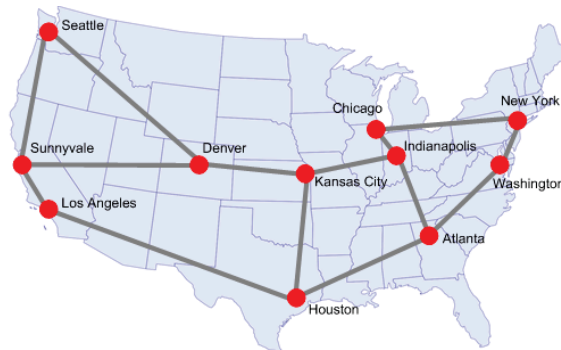 Seattle
Chicago
New York
Sunnyvale
Denver
Indianapolis
Kansas City
Washington
Los Angeles
Atlanta
Houston